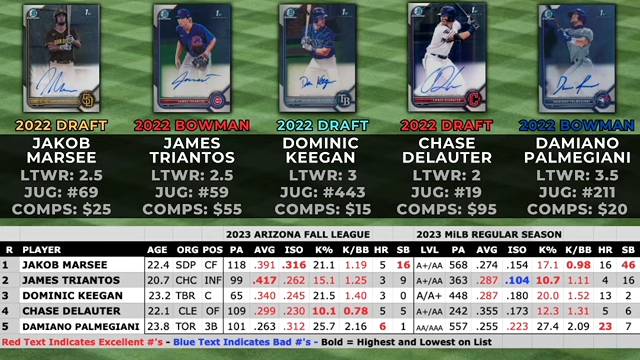 2022 DRAFT
JAKOB
MARSEE
LTWR: 2.5
JUG: #69
COMPS: $25
2022 BOWMAN
JAMES
TRIANTOS
LTWR: 2.5
JUG: #59
COMPS: $55
2022 DRAFT
DOMINIC
KEEGAN
LTWR: 3
JUG: #443
COMPS: $15
2022 DRAFT
CHASE
DELAUTER
LTWR: 2
JUG: #19
COMPS: $95
2022 BOWMAN
DAMIANO
PALMEGIANI
LTWR: 3.5
JUG: #211
COMPS: $20
2023 ARIZONA FALL LEAGUE 2023 MiLB REGULAR SEASON
R PLAYER AGE ORG POS PA AVG ISO K% K/BB HR SB LVL PA AVG ISO K% K/BB HR SB
1 JAKOB MARSEE 22.4 SDP CF 118 .391 .316 21.1 1.19 5 16 A+/AA 568 .274 .154 17.1 0.98 16 46
2 JAMES TRIANTOS 20.7 CHC INF 99 .417 .262 15.1 1.25 3 9 A+/AA 363 .287 .104 10.7 1.11 4 16
3 DOMINIC KEEGAN 23.2 TBR C 65 .340 .245 21.5 1.40 3 0 A/A+ 448 .287 .180 20.0 1.52 13 2
4 CHASE DELAUTER 22.1 CLE OF 104 .299 .230 10.1 0.78 5 5 A+/AA 242 .355 .173 12.3 1.31 5 6
5 DAMIANO PALMEGIANI 23.8 TOR 3B 101 .263 .312 25.7 2.16 6 1 AA/AAA 557 .255 .223 27.4 2.09 23 7
Red Text Indicates Excellent #'s - Blue Text Indicates Bad #'s - Bold = Highest and Lowest on List